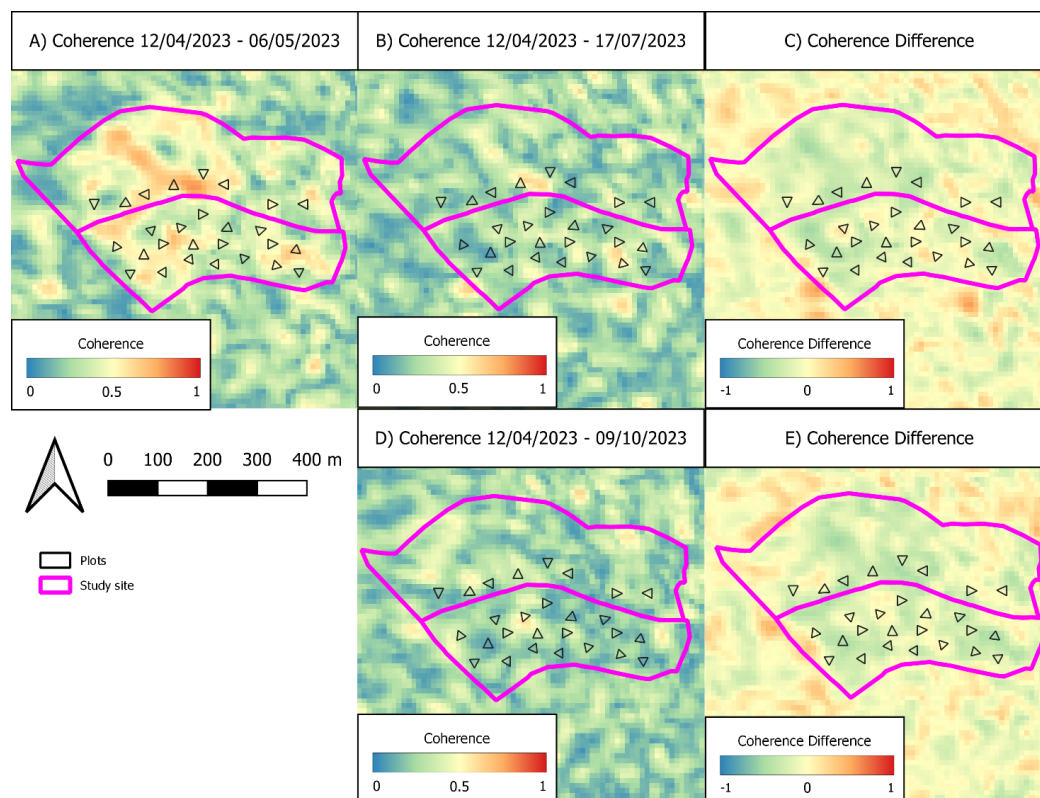 A) Coherence 12/04/2023 - 06/05/2023
B) Coherence 12/04/2023 - 17/07/2023
C) Coherence Difference
Coherence
0 0.5 1
Coherence
0 0.5 1
Coherence Difference
-1 0 1
D) Coherence 12/04/2023 - 09/10/2023
E) Coherence Difference
0 100 200 300 400 m
Plots
Study site
Coherence
0 0.5 1
Coherence Difference
-1 0 1